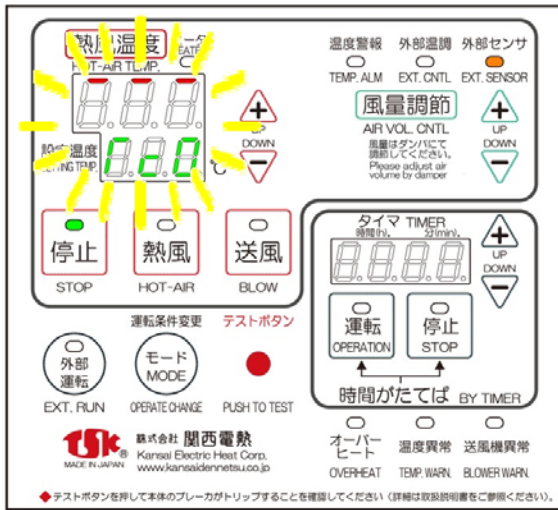 熱風温度
HOT-AIR TEMP.
温度警報 外部温調 外部センサ
TEMP. ALM EXT. CNTL EXT. SENSOR
風量調節
AIR VOL. CNTL
風量はダンパにて
調節してください。
Please adjust air
volume by damper
UP
DOWN
UP
DOWN
設定温度
SETTING TEMP.
℃
停止 熱風 送風
STOP HOT-AIR BLOW
タイマ TIMER
時間(h). 分(min).
UP
DOWN
運転 停止
OPERATION STOP
時間がたてば BY TIMER
運転条件変更 テストボタン
外部
運転
モード
MODE
EXT. RUN OPERATE CHANGE PUSH TO TEST
TSK®
MADE IN JAPAN
株式会社 関西電熱
Kansai Electric Heat Corp.
www.kansaidennetsu.co.jp
オーバー
ヒート
温度異常 送風機異常
OVERHEAT TEMP. WARN. BLOWER WARN.
◆テストボタンを押して本体のブレーカがトリップすることを確認してください（詳細は取扱説明書をご参照ください）。